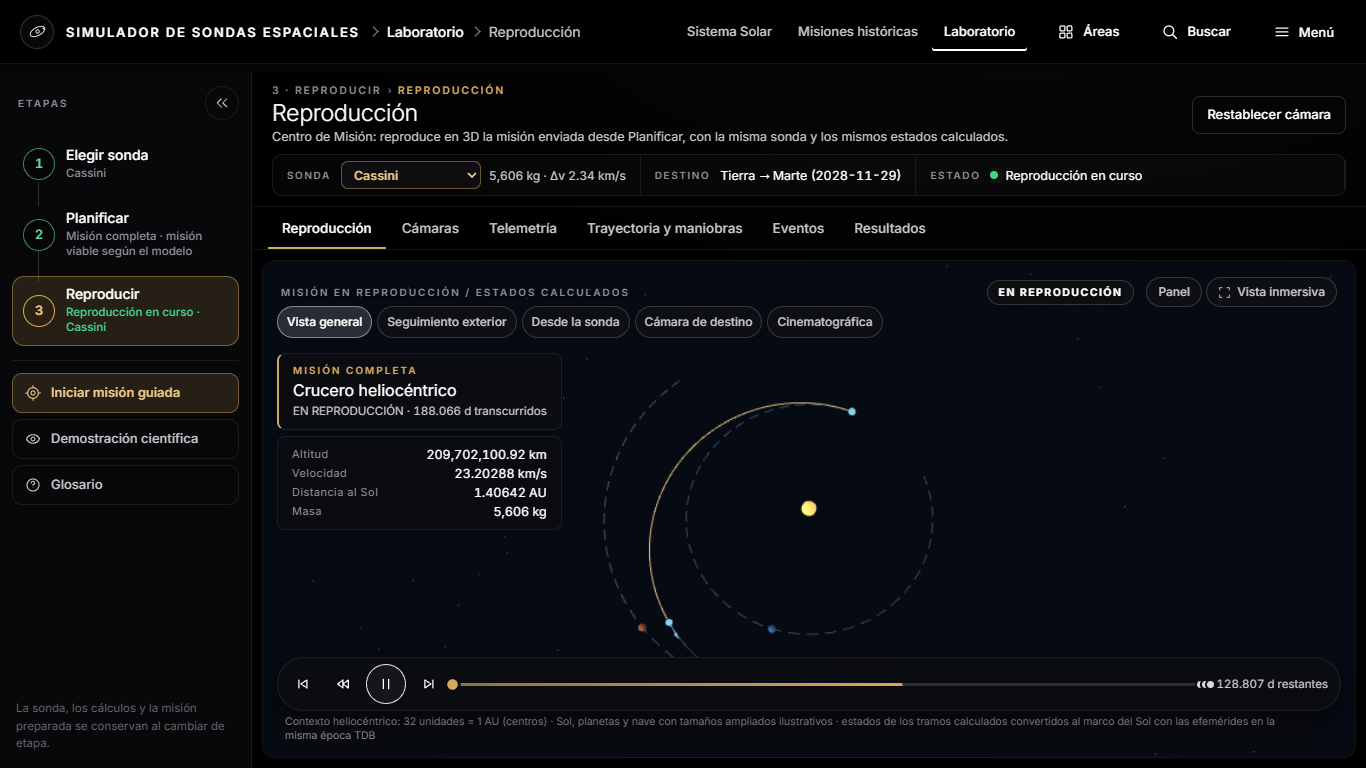 SIMULADOR DE SONDAS ESPACIALES > Laboratorio > Reproducción
Sistema Solar
Misiones históricas
Laboratorio
Áreas
Buscar
Menú
ETAPAS
1
Elegir sonda
Cassini
2
Planificar
Misión completa · misión
viable según el modelo
3
Reproducir
Reproducción en curso ·
Cassini
Iniciar misión guiada
Demostración científica
Glosario
La sonda, los cálculos y la misión
preparada se conservan al cambiar de
etapa.
3 · REPRODUCIR › REPRODUCCIÓN
Reproducción
Centro de Misión: reproduce en 3D la misión enviada desde Planificar, con la misma sonda y los mismos estados calculados.
Restablecer cámara
SONDA Cassini 5,606 kg · Δv 2.34 km/s
DESTINO Tierra → Marte (2028-11-29)
ESTADO Reproducción en curso
Reproducción
Cámaras
Telemetría
Trayectoria y maniobras
Eventos
Resultados
MISIÓN EN REPRODUCCIÓN / ESTADOS CALCULADOS
EN REPRODUCCIÓN
Panel
Vista inmersiva
Vista general
Seguimiento exterior
Desde la sonda
Cámara de destino
Cinematográfica
MISIÓN COMPLETA
Crucero heliocéntrico
EN REPRODUCCIÓN · 188.066 d transcurridos
Altitud 209,702,100.92 km
Velocidad 23.20288 km/s
Distancia al Sol 1.40642 AU
Masa 5,606 kg
128.807 d restantes
Contexto heliocéntrico: 32 unidades = 1 AU (centros) · Sol, planetas y nave con tamaños ampliados ilustrativos · estados de los tramos calculados convertidos al marco del Sol con las efemérides en la
misma época TDB